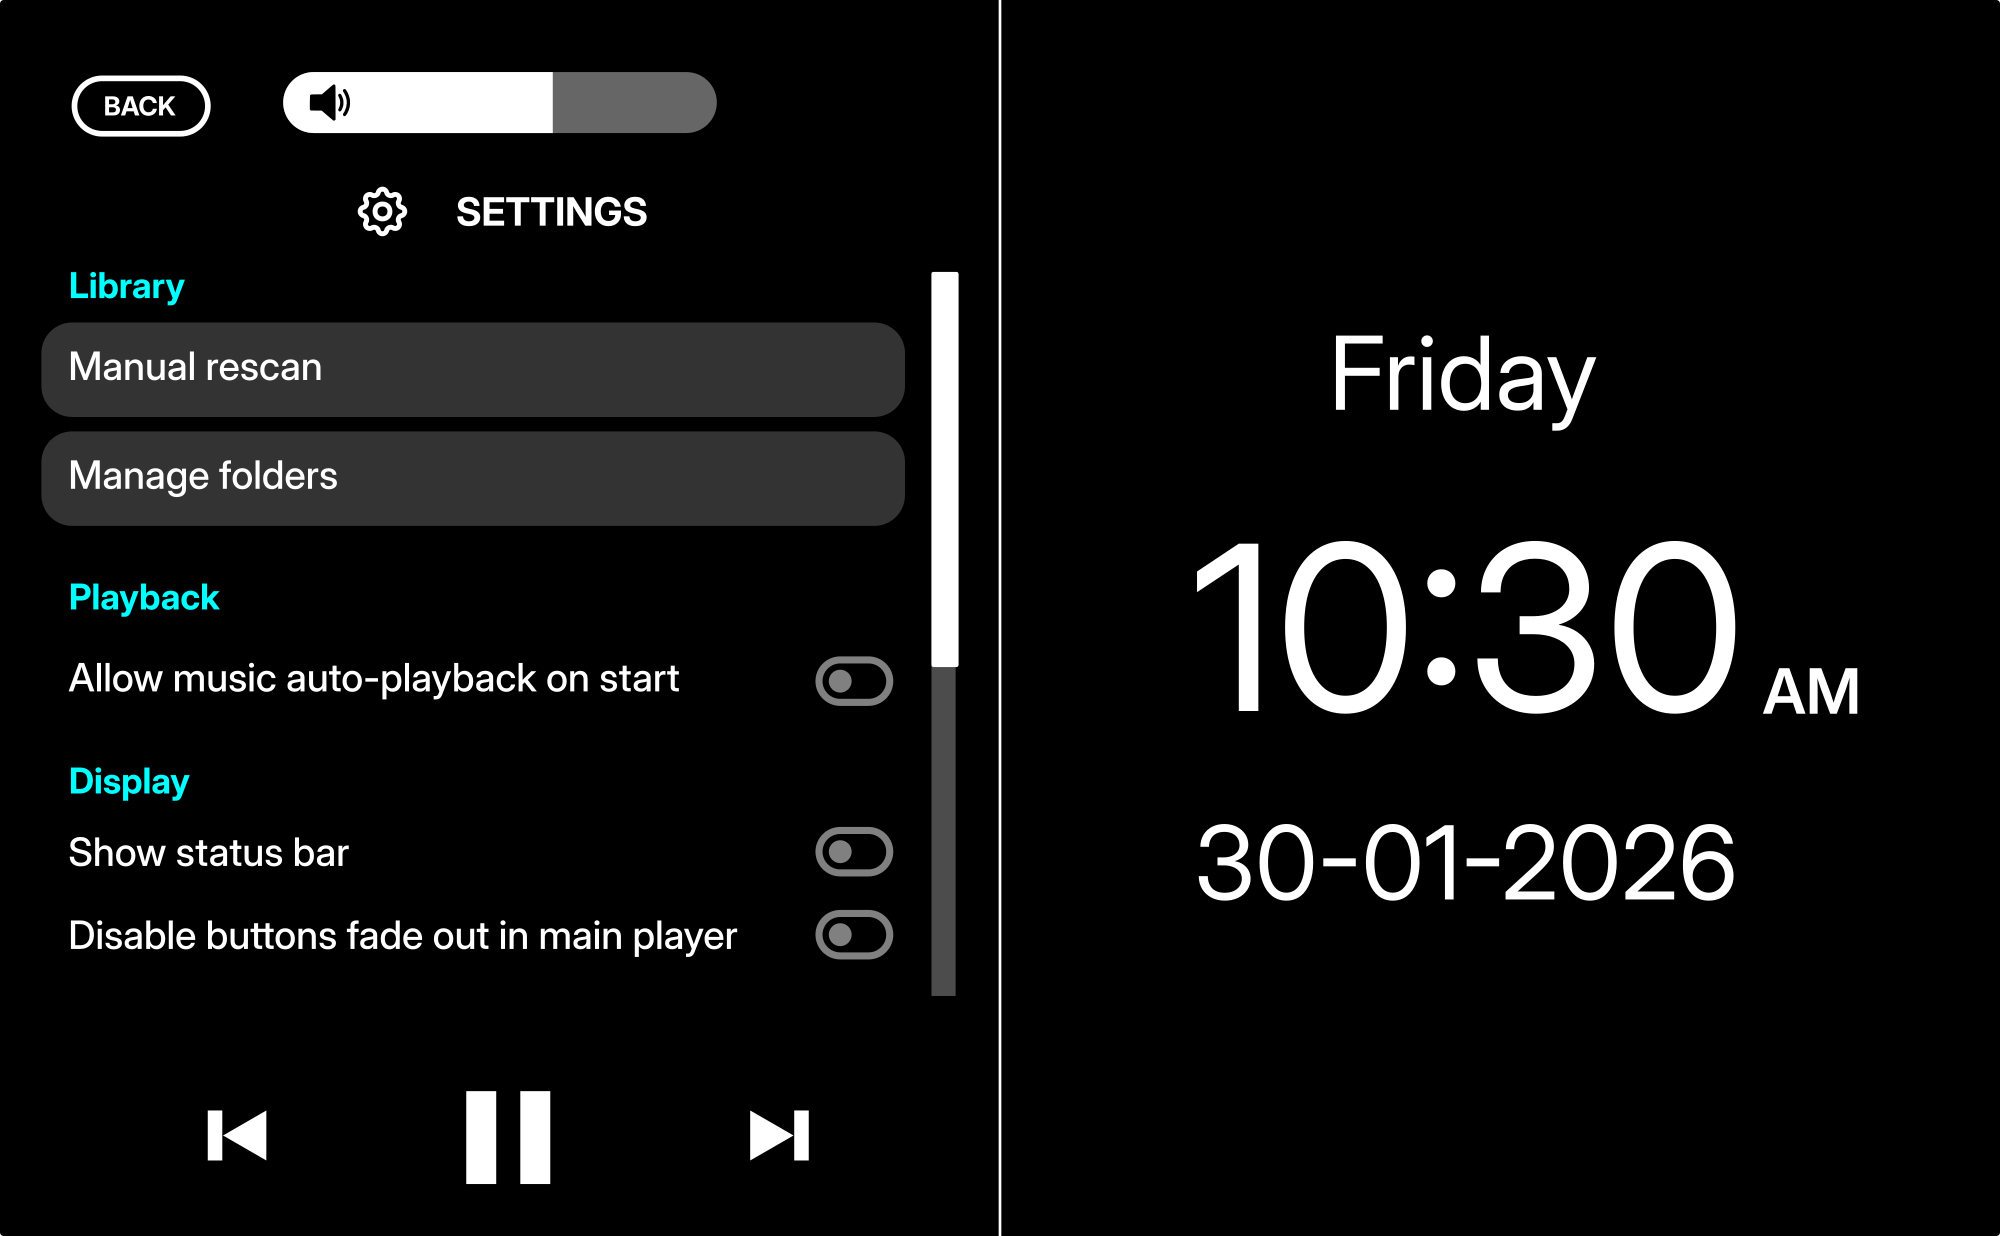 BACK
SETTINGS
Library
Manual rescan
Manage folders
Playback
Allow music auto-playback on start
Display
Show status bar
Disable buttons fade out in main player
Friday
10:30 AM
30-01-2026